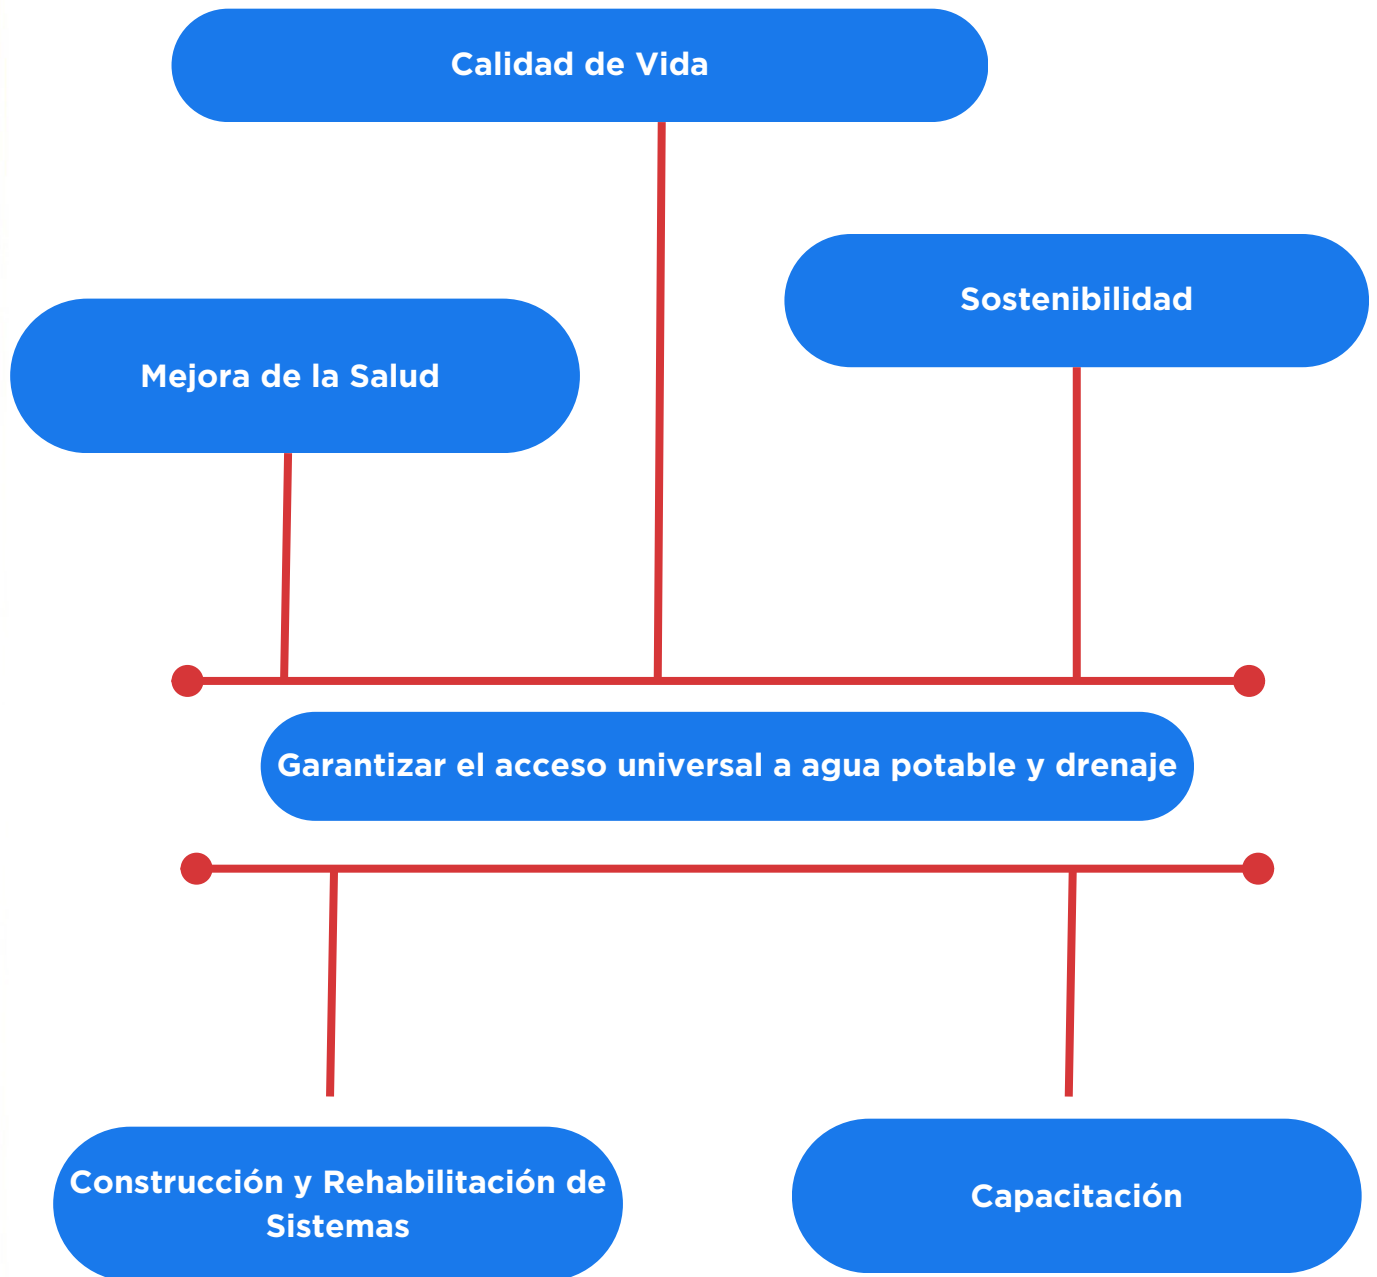 Calidad de Vida
Sostenibilidad
Mejora de la Salud
Garantizar el acceso universal a agua potable y drenaje
Construcción y Rehabilitación de
Sistemas
Capacitación